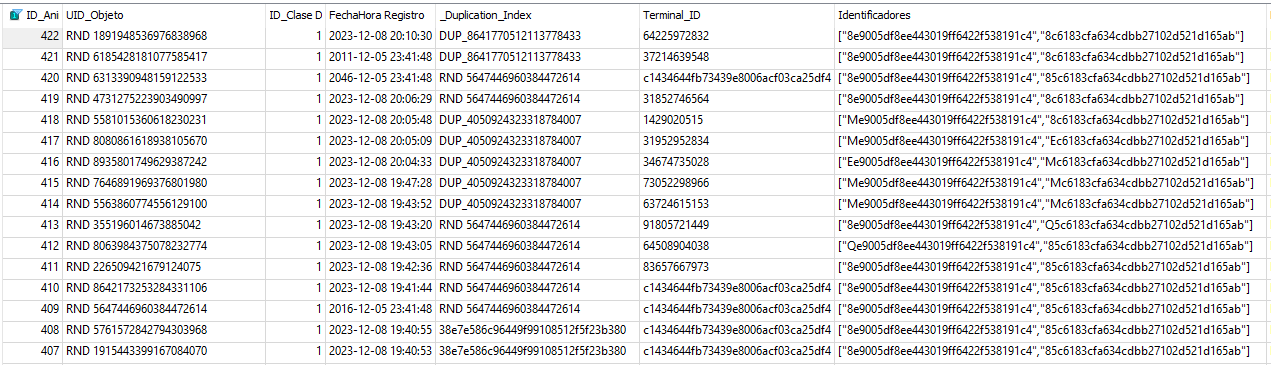 ID_Ani UID_Objeto ID_Clase D FechaHora Registro _Duplication_Index Terminal_ID Identificadores
422 RND 1891948536976838968 1 2023-12-08 20:10:30 DUP_8641770512113778433 64225972832 ["8e9005df8ee443019ff6422f538191c4","8c6183cfa634cdbb27102d521d165ab"]
421 RND 6185428181077585417 1 2011-12-05 23:41:48 DUP_8641770512113778433 37214639548 ["8e9005df8ee443019ff6422f538191c4","8c6183cfa634cdbb27102d521d165ab"]
420 RND 6313390948159122533 1 2046-12-05 23:41:48 RND 5647446960384472614 c1434644fb73439e8006acf03ca25df4 ["8e9005df8ee443019ff6422f538191c4","85c6183cfa634cdbb27102d521d165ab"]
419 RND 4731275223903490997 1 2023-12-08 20:06:29 RND 5647446960384472614 31852746564 ["8e9005df8ee443019ff6422f538191c4","8c6183cfa634cdbb27102d521d165ab"]
418 RND 5581015360618230231 1 2023-12-08 20:05:48 DUP_4050924323318784007 1429020515 ["Me9005df8ee443019ff6422f538191c4","8c6183cfa634cdbb27102d521d165ab"]
417 RND 8080861618938105670 1 2023-12-08 20:05:09 DUP_4050924323318784007 31952952834 ["Me9005df8ee443019ff6422f538191c4","Ec6183cfa634cdbb27102d521d165ab"]
416 RND 8935801749629387242 1 2023-12-08 20:04:33 DUP_4050924323318784007 34674735028 ["Ee9005df8ee443019ff6422f538191c4","Mc6183cfa634cdbb27102d521d165ab"]
415 RND 7646891969376801980 1 2023-12-08 19:47:28 DUP_4050924323318784007 73052298966 ["Me9005df8ee443019ff6422f538191c4","Mc6183cfa634cdbb27102d521d165ab"]
414 RND 5563860774556129100 1 2023-12-08 19:43:52 DUP_4050924323318784007 63724615153 ["Me9005df8ee443019ff6422f538191c4","Mc6183cfa634cdbb27102d521d165ab"]
413 RND 355196014673885042 1 2023-12-08 19:43:20 RND 5647446960384472614 91805721449 ["8e9005df8ee443019ff6422f538191c4","Q5c6183cfa634cdbb27102d521d165ab"]
412 RND 8063984375078232774 1 2023-12-08 19:43:05 RND 5647446960384472614 64508904038 ["Qe9005df8ee443019ff6422f538191c4","85c6183cfa634cdbb27102d521d165ab"]
411 RND 226509421679124075 1 2023-12-08 19:42:36 RND 5647446960384472614 83657667973 ["8e9005df8ee443019ff6422f538191c4","85c6183cfa634cdbb27102d521d165ab"]
410 RND 8642173253284331106 1 2023-12-08 19:41:44 RND 5647446960384472614 c1434644fb73439e8006acf03ca25df4 ["8e9005df8ee443019ff6422f538191c4","85c6183cfa634cdbb27102d521d165ab"]
409 RND 5647446960384472614 1 2016-12-05 23:41:48 RND 5647446960384472614 c1434644fb73439e8006acf03ca25df4 ["8e9005df8ee443019ff6422f538191c4","85c6183cfa634cdbb27102d521d165ab"]
408 RND 5761572842794303968 1 2023-12-08 19:40:55 38e7e586c96449f99108512f5f23b380 c1434644fb73439e8006acf03ca25df4 ["8e9005df8ee443019ff6422f538191c4","85c6183cfa634cdbb27102d521d165ab"]
407 RND 1915443399167084070 1 2023-12-08 19:40:53 38e7e586c96449f99108512f5f23b380 c1434644fb73439e8006acf03ca25df4 ["8e9005df8ee443019ff6422f538191c4","85c6183cfa634cdbb27102d521d165ab"]